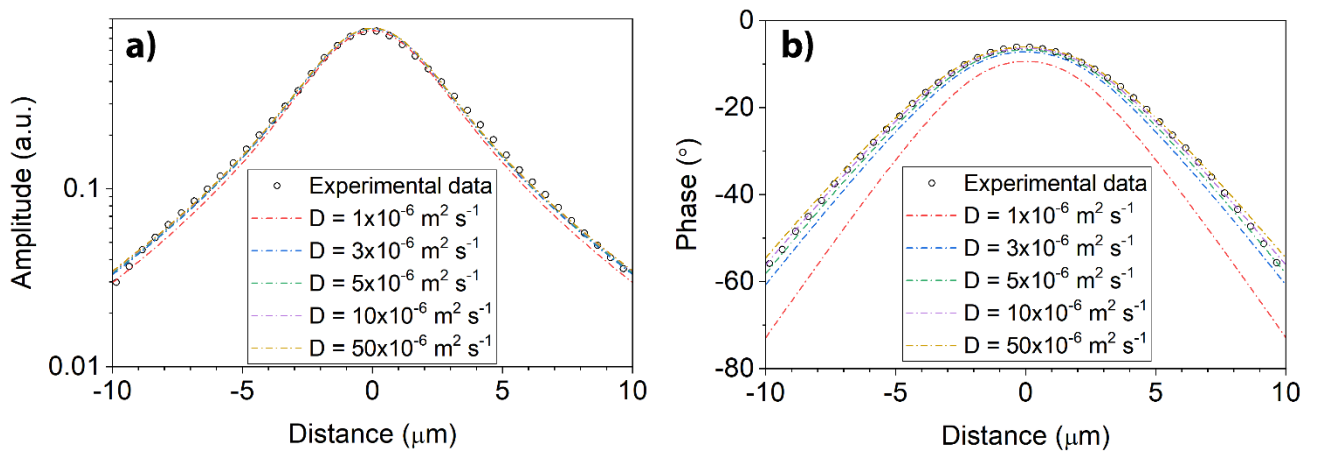 a)
Amplitude (a.u.)
0.1
0.01
Experimental data
D = 1x10⁻⁶ m² s⁻¹
D = 3x10⁻⁶ m² s⁻¹
D = 5x10⁻⁶ m² s⁻¹
D = 10x10⁻⁶ m² s⁻¹
D = 50x10⁻⁶ m² s⁻¹
-10 -5 0 5 10
Distance (μm)
b)
Phase (°)
0
-20
-40
-60
-80
Experimental data
D = 1x10⁻⁶ m² s⁻¹
D = 3x10⁻⁶ m² s⁻¹
D = 5x10⁻⁶ m² s⁻¹
D = 10x10⁻⁶ m² s⁻¹
D = 50x10⁻⁶ m² s⁻¹
-10 -5 0 5 10
Distance (μm)